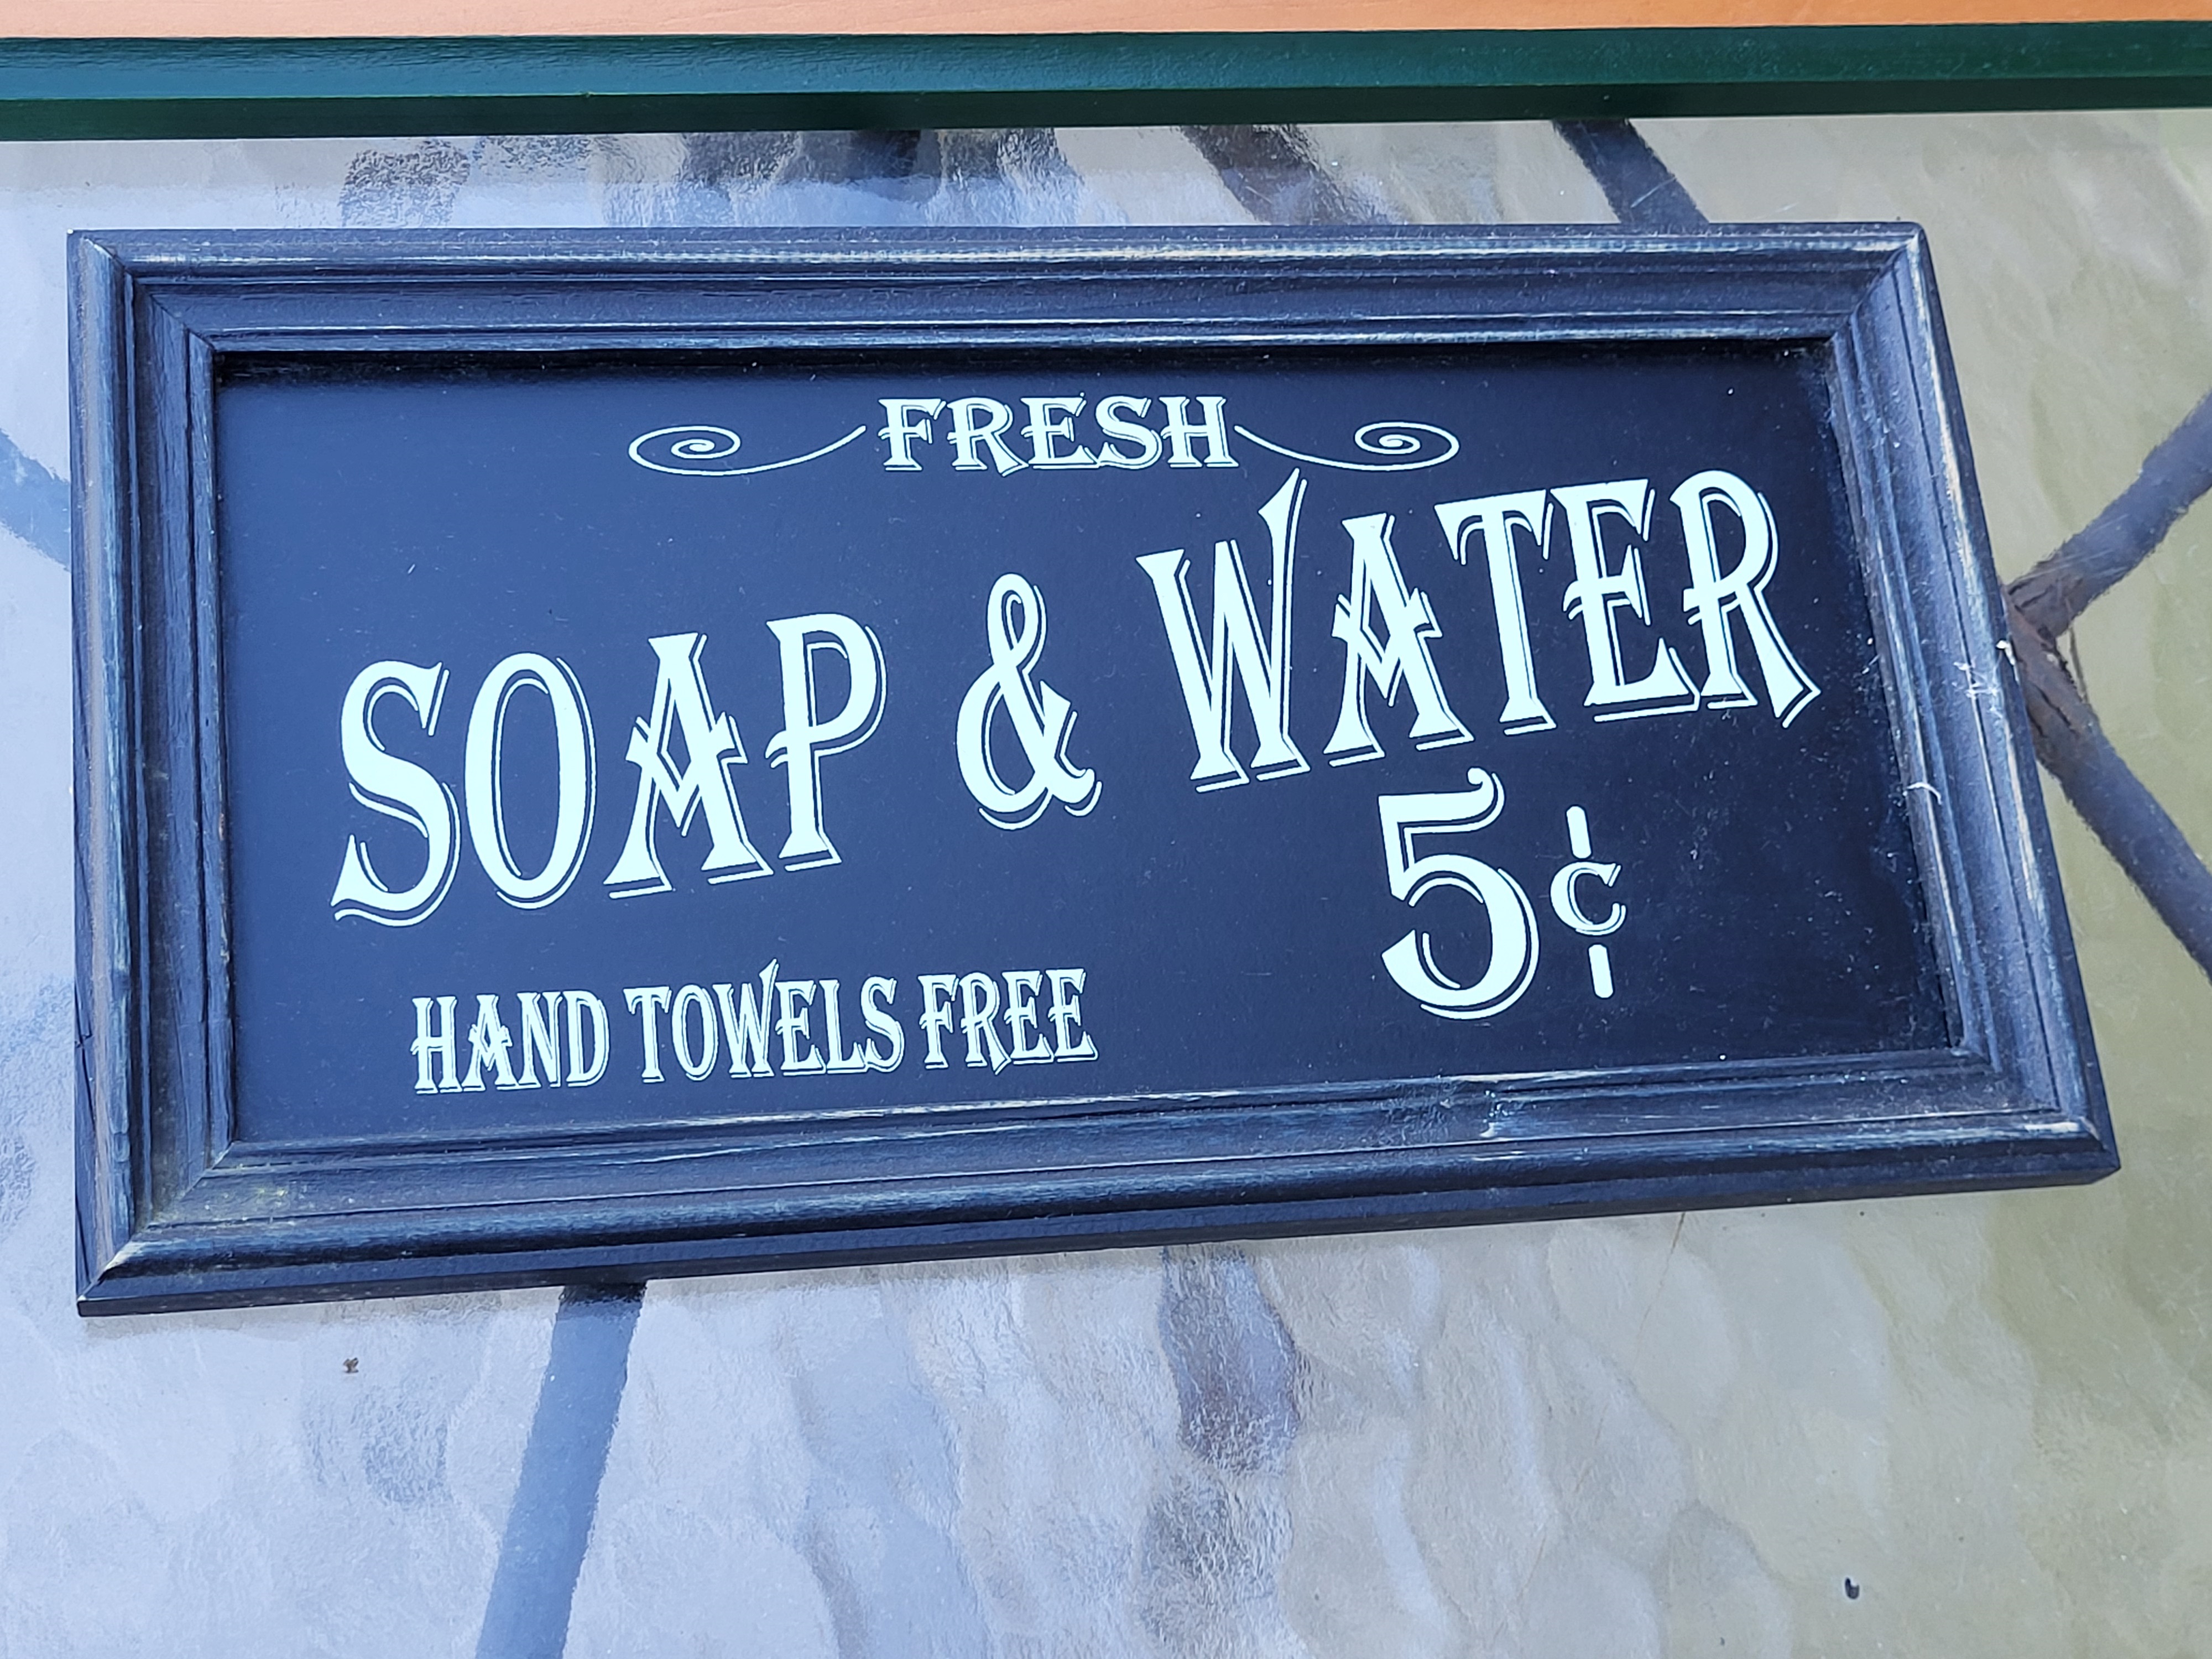 FRESH
SOAP & WATER
5¢
HAND TOWELS FREE